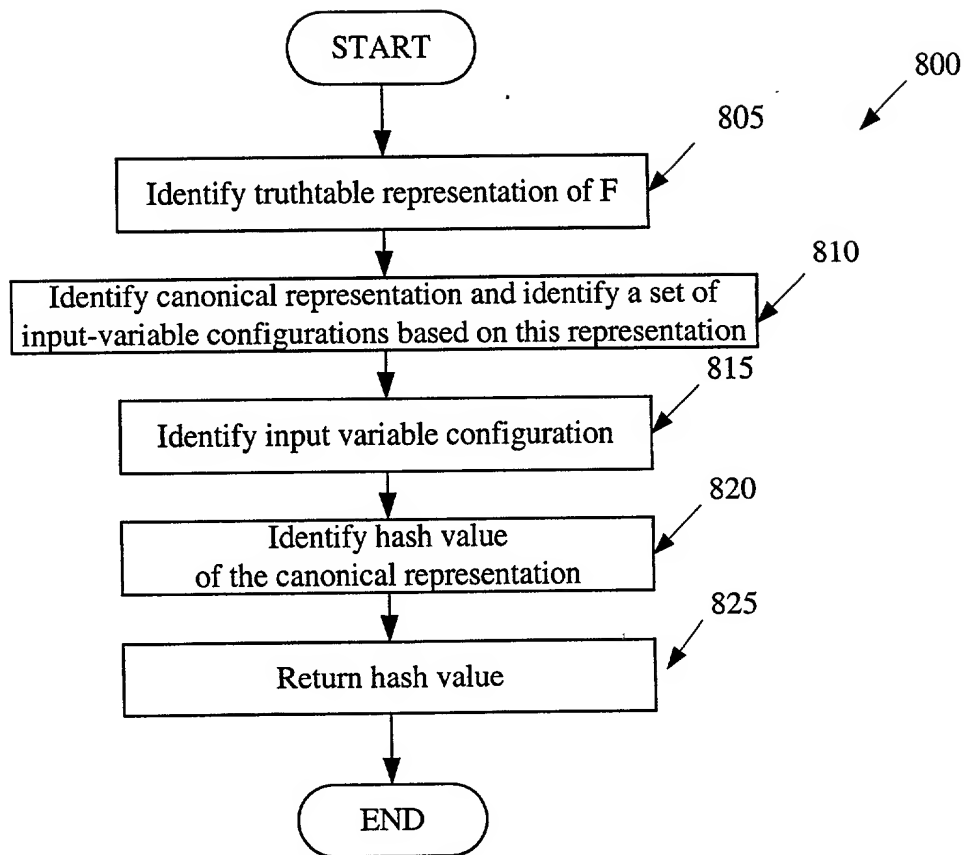 START
800
805
Identify truthtable representation of F
810
Identify canonical representation and identify a set of
input-variable configurations based on this representation
815
Identify input variable configuration
820
Identify hash value
of the canonical representation
825
Return hash value
END